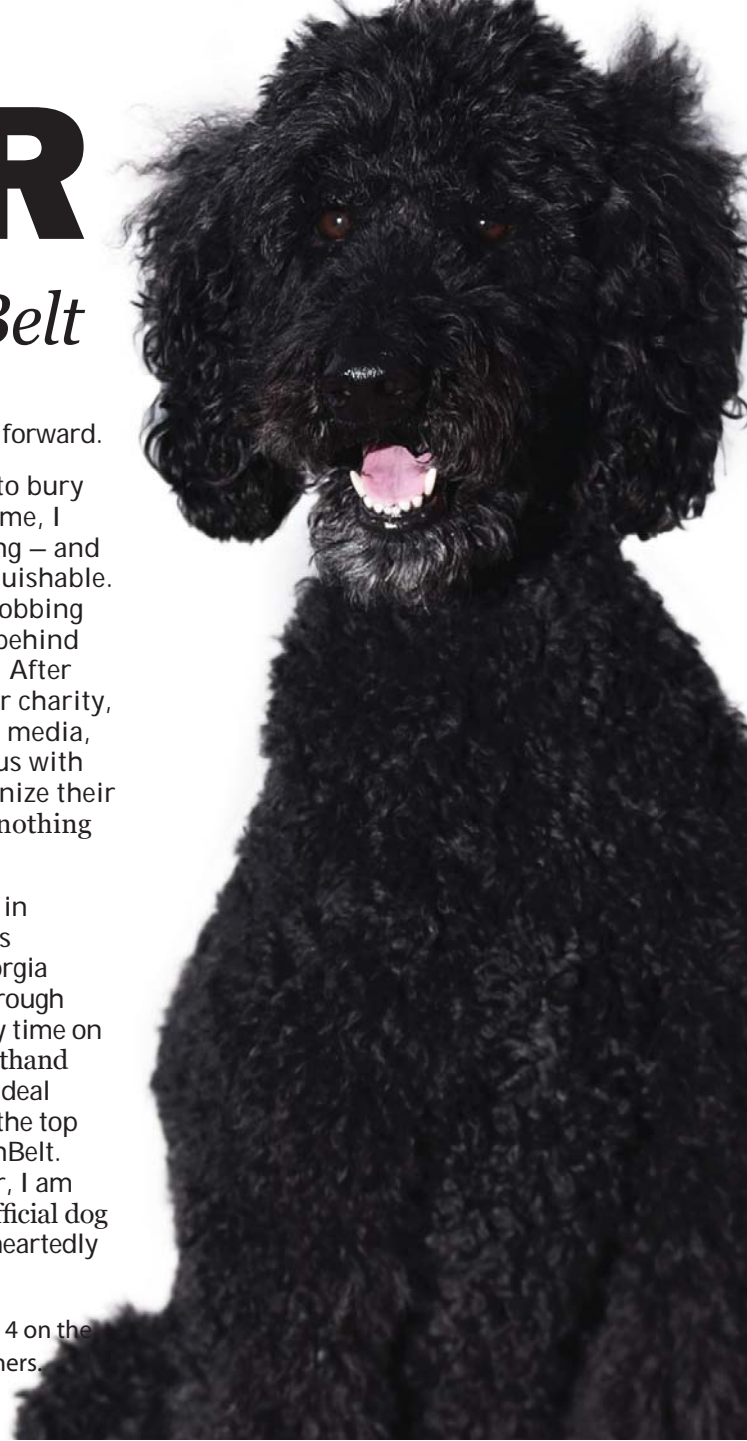 R
Belt
forward.
to bury
me, I
ng – and
uishable.
obbing
behind
After
r charity,
media,
us with
nize their
nothing
in
s
orgia
rough
y time on
thand
deal
the top
nBelt.
r, I am
fficial dog
heartedly
4 on the
ners.